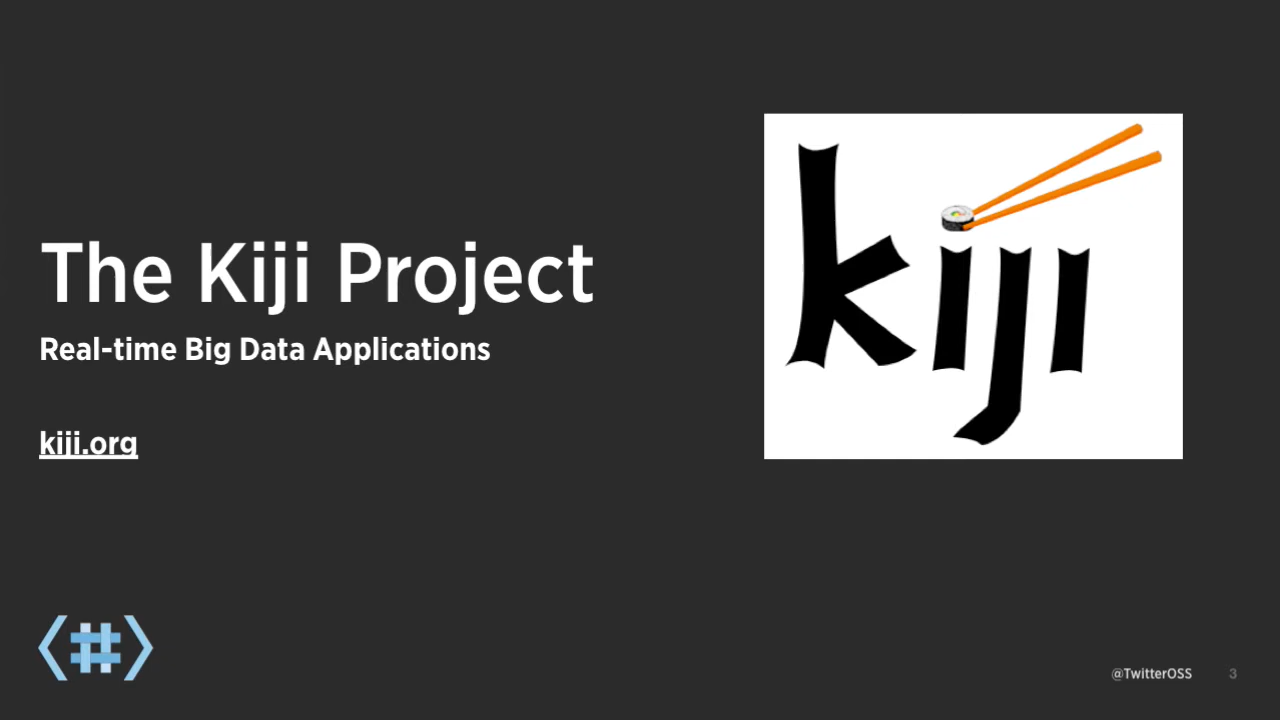 The Kiji Project
Real-time Big Data Applications
kiji.org
kiji
#
@TwitterOSS
3